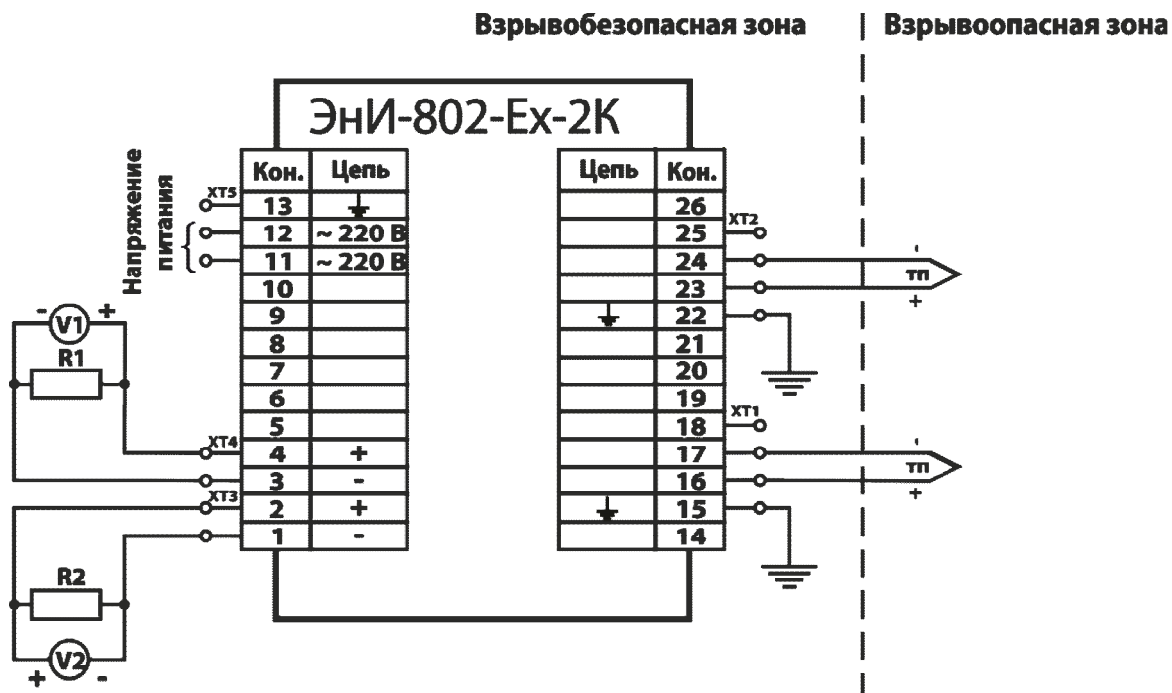 Взрывобезопасная зона
Взрывоопасная зона
ЭнИ-802-Ех-2К
Напряжение
питания
Кон. Цепь
XT5
13
12 ~ 220 В
11 ~ 220 В
10
9
8
7
6
5
XT4
4 +
3 -
XT3
2 +
1 -
- V1 +
R1
R2
+ V2 -
Цепь Кон.
26
XT2
25
24
23
22
21
20
19
XT1
18
17
16
15
14
-
ТП
+
-
ТП
+